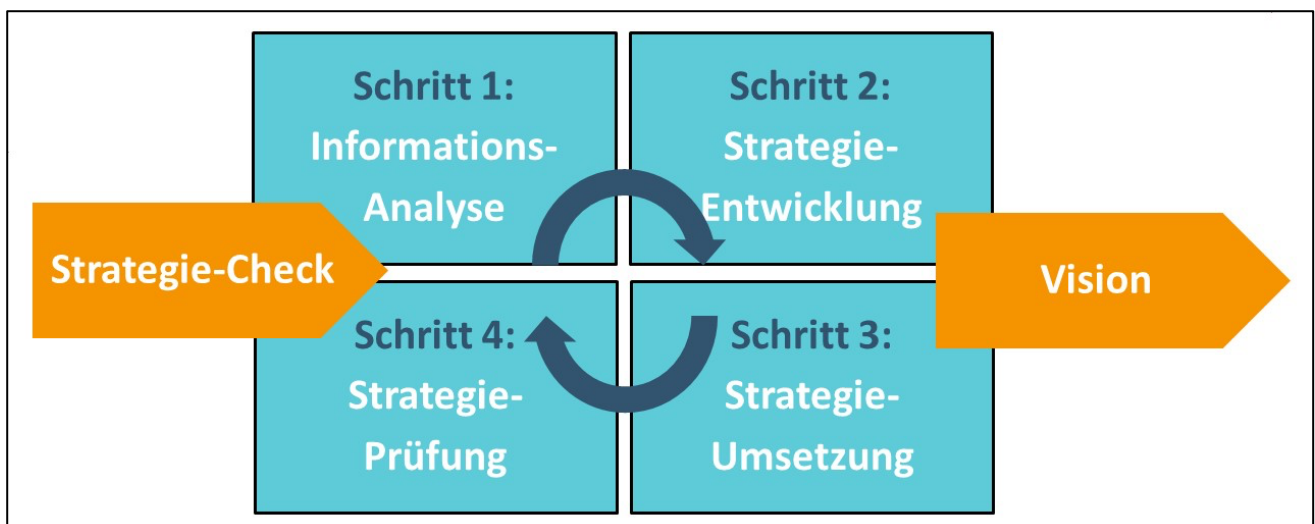 Strategie-Check
Schritt 1:
Informations-
Analyse
Schritt 2:
Strategie-
Entwicklung
Schritt 4:
Strategie-
Prüfung
Schritt 3:
Strategie-
Umsetzung
Vision